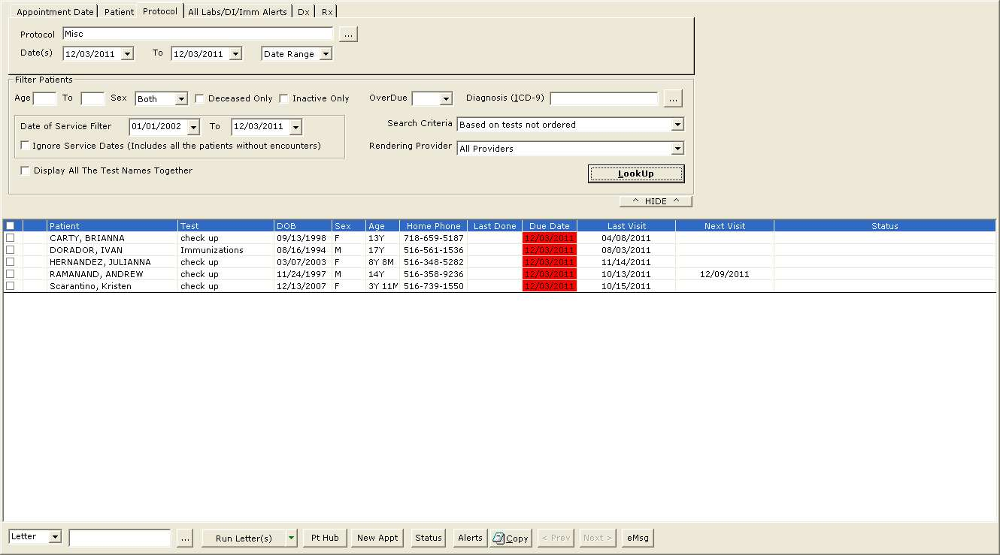 Appointment Date Patient Protocol All Labs/DI/Imm Alerts Dx Rx
Protocol Misc ...
Date(s) 12/03/2011 To 12/03/2011 Date Range
Filter Patients
Age To Sex Both Deceased Only Inactive Only OverDue Diagnosis (ICD-9) ...
Date of Service Filter 01/01/2002 To 12/03/2011 Search Criteria Based on tests not ordered
Ignore Service Dates (Includes all the patients without encounters) Rendering Provider All Providers
Display All The Test Names Together LookUp
^ HIDE ^
Patient Test DOB Sex Age Home Phone Last Done Due Date Last Visit Next Visit Status
CARTY, BRIANNA check up 09/13/1998 F 13Y 718-659-5187 12/03/2011 04/08/2011
DORADOR, IVAN Immunizations 08/16/1994 M 17Y 516-561-1536 12/03/2011 08/03/2011
HERNANDEZ, JULIANNA check up 03/07/2003 F 8Y 8M 516-348-5282 12/03/2011 11/14/2011
RAMANAND, ANDREW check up 11/24/1997 M 14Y 516-358-9236 12/03/2011 10/13/2011 12/09/2011
Scarantino, Kristen check up 12/13/2007 F 3Y 11M 516-739-1550 12/03/2011 10/15/2011
Letter ... Run Letter(s) Pt Hub New Appt Status Alerts Copy < Prev Next > eMsg